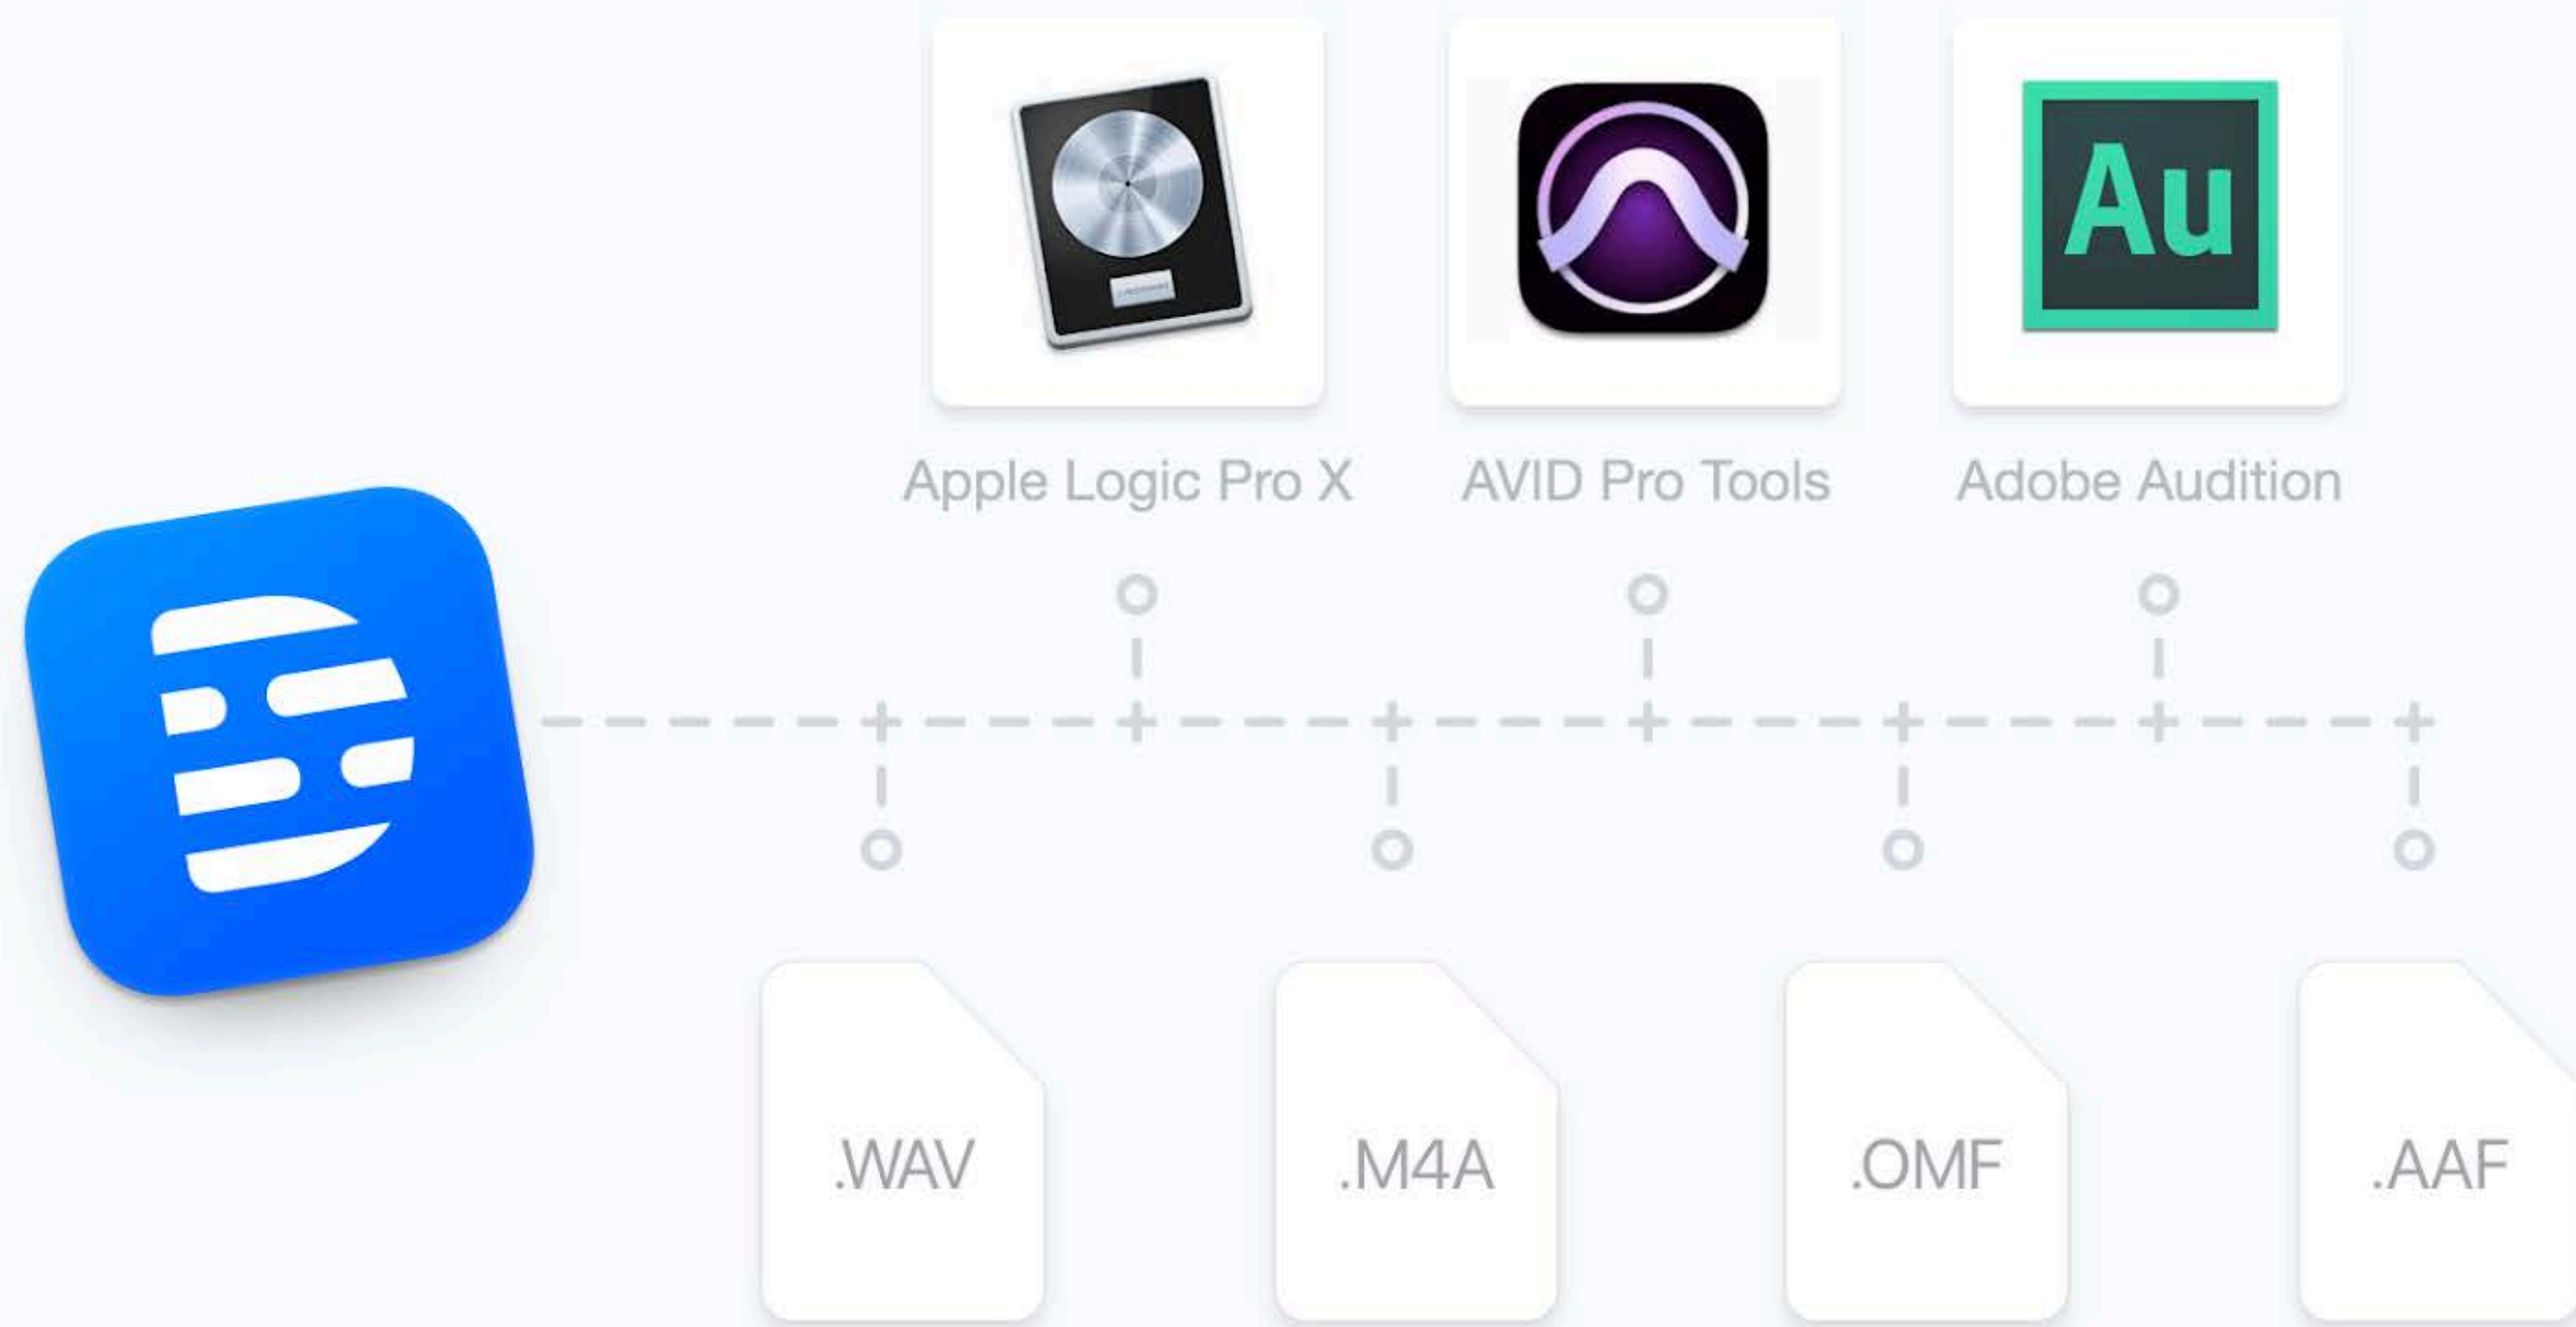 Au
Apple Logic Pro X
AVID Pro Tools
Adobe Audition
.WAV
.M4A
.OMF
.AAF